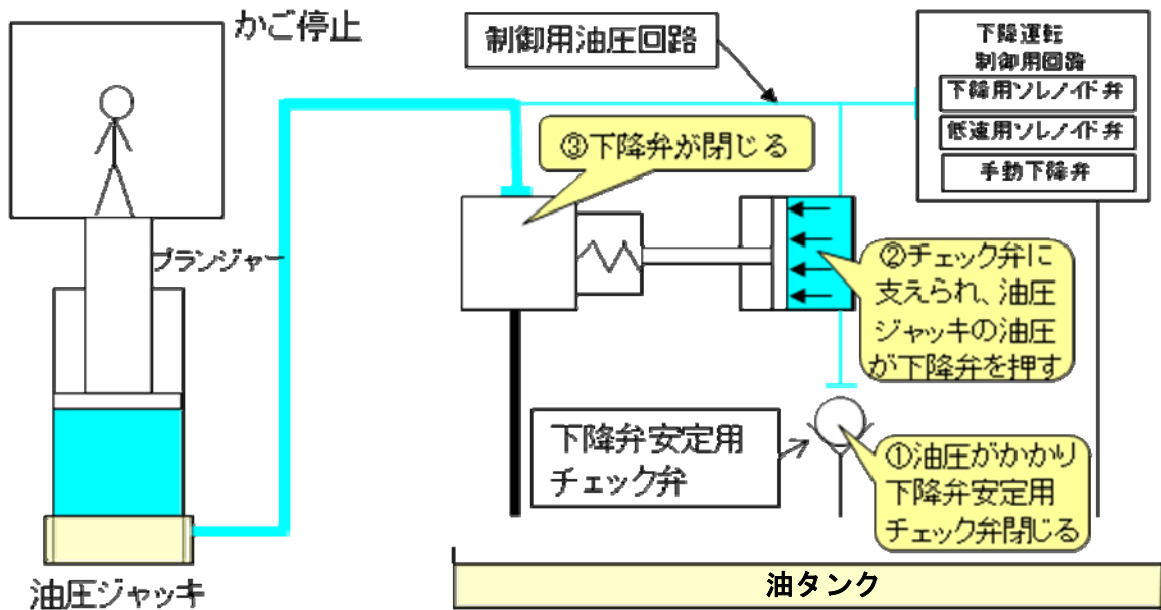 かご停止
制御用油圧回路
下降運転
制御用回路
下降用ソレノイド弁
低速用ソレノイド弁
手動下降弁
③下降弁が閉じる
プランジャー
②チェック弁に
支えられ、油圧
ジャッキの油圧
が下降弁を押す
下降弁安定用
チェック弁
①油圧がかかり
下降弁安定用
チェック弁閉じる
油圧ジャッキ
油タンク